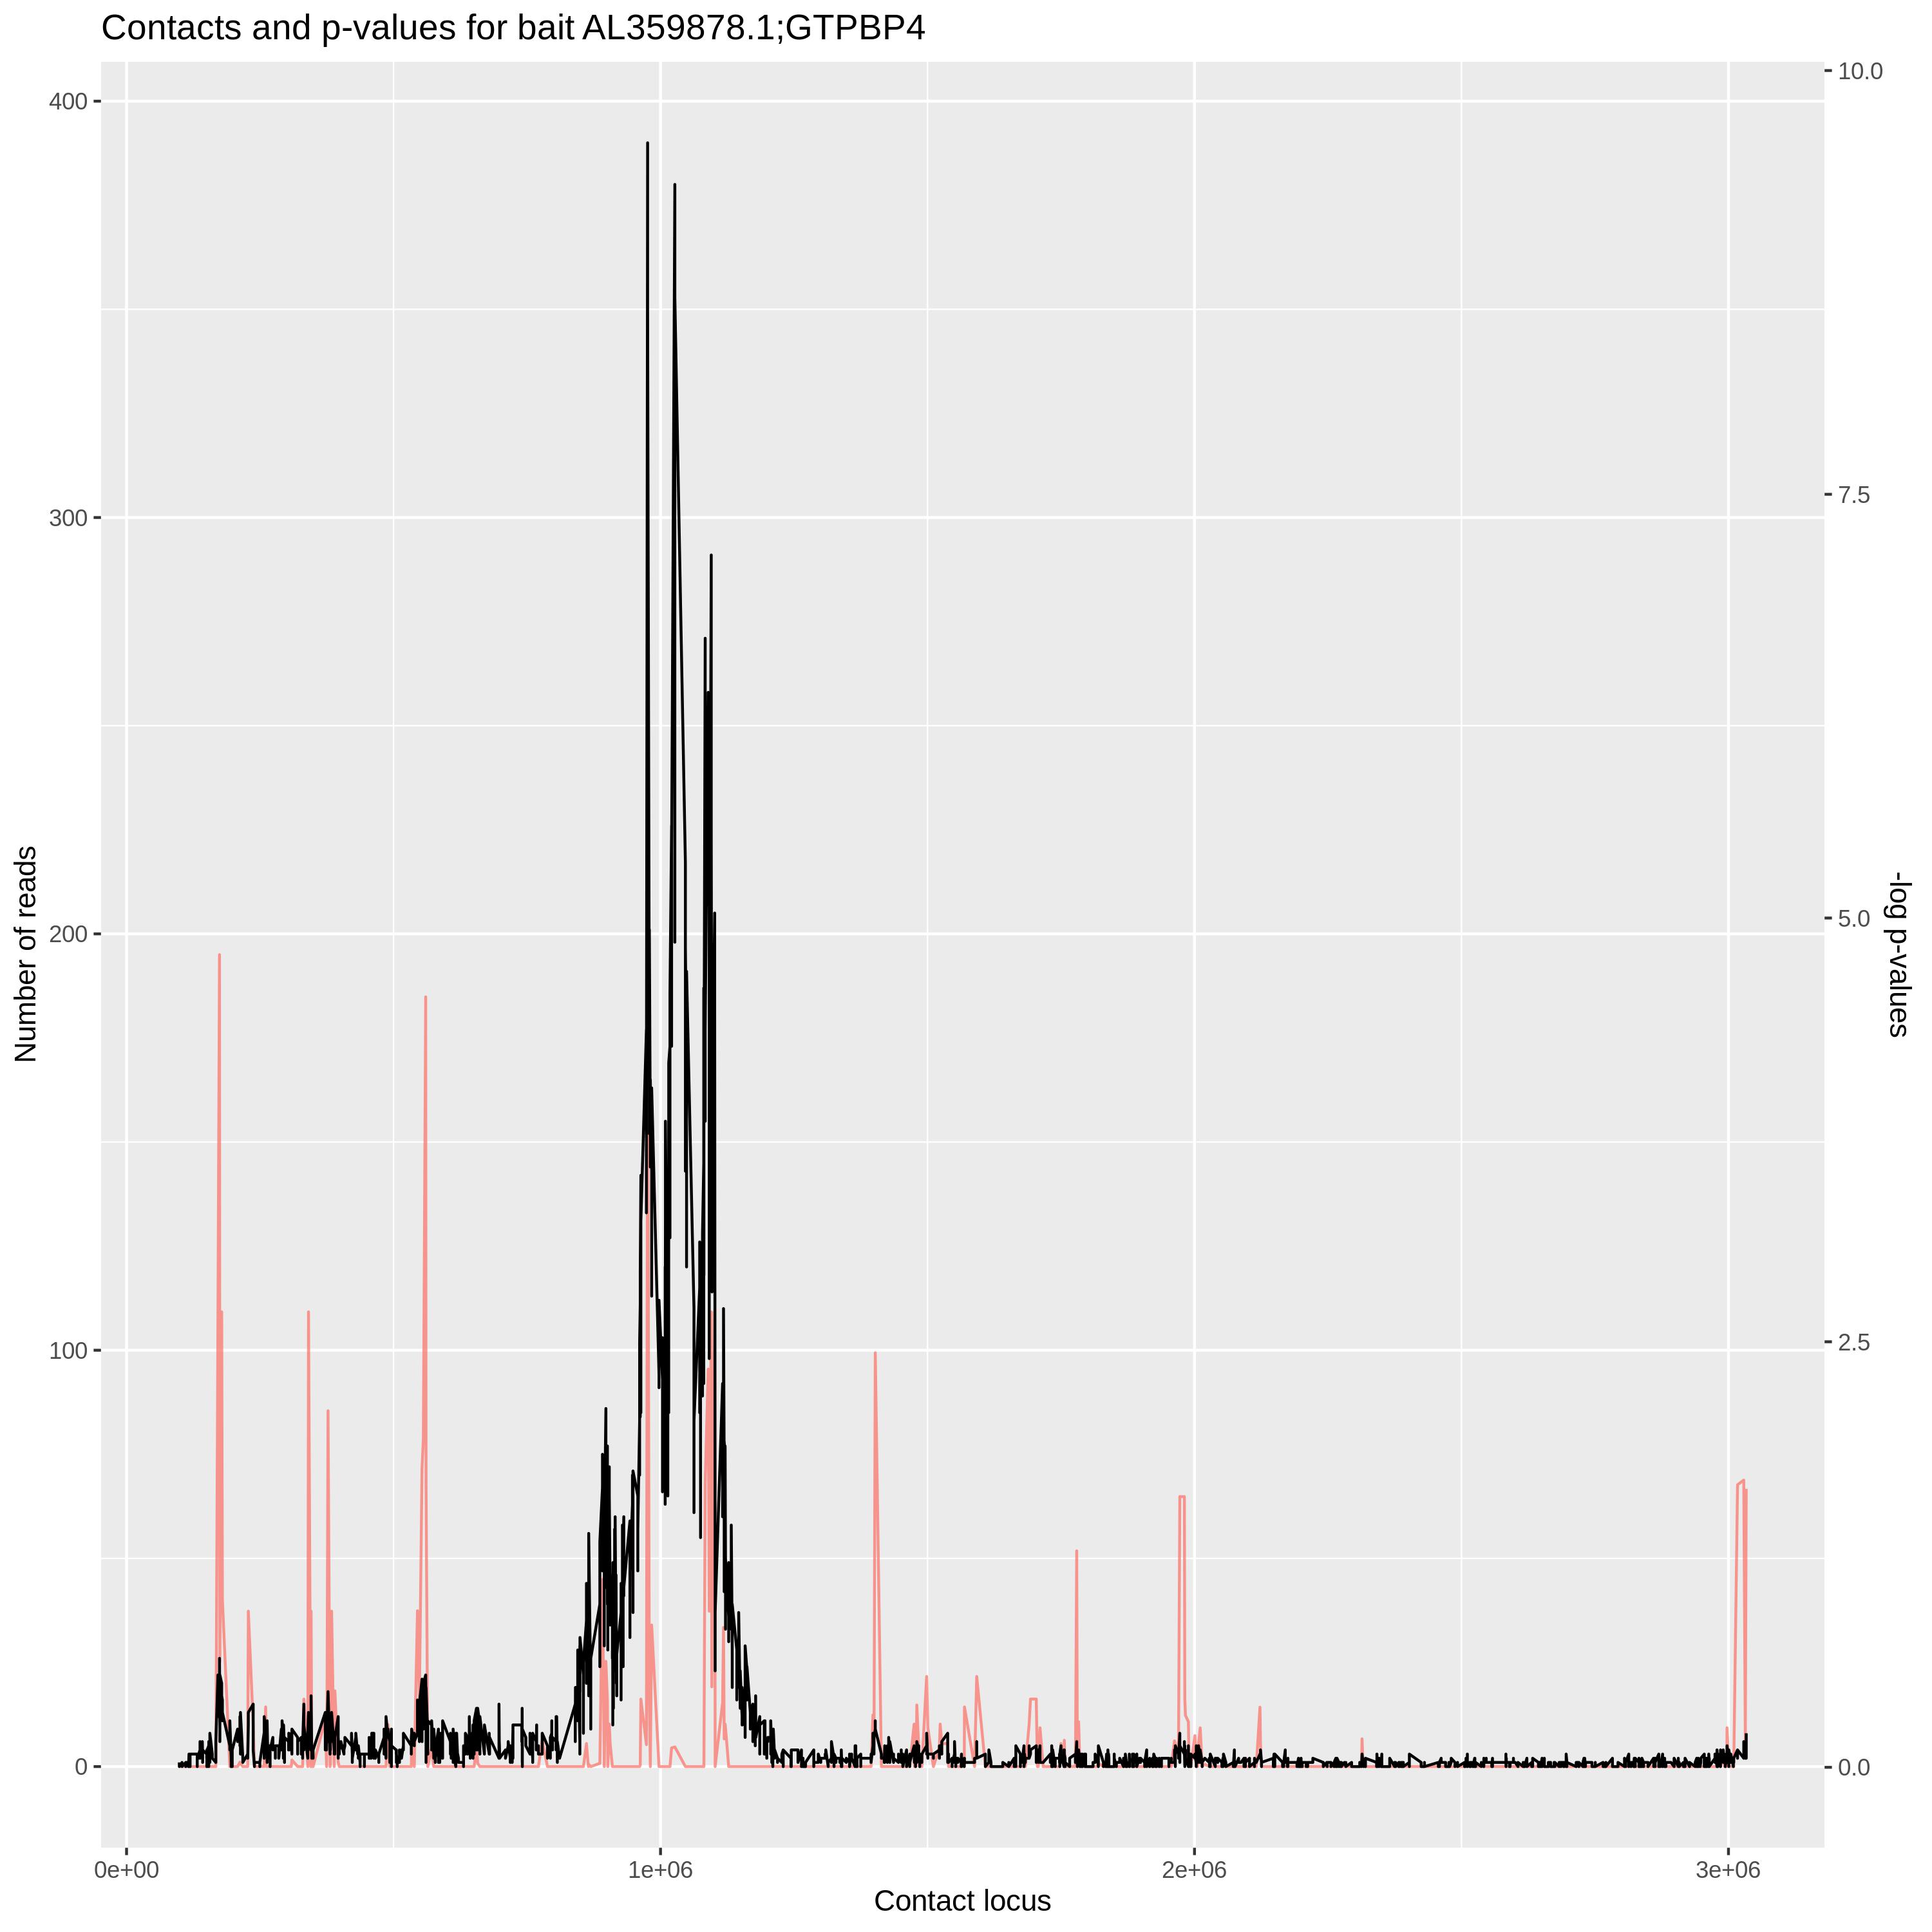 Contacts and p-values for bait AL359878.1;GTPBP4
400
300
200
100
0
Number of reads
10.0
7.5
5.0
2.5
0.0
-log p-values
0e+00
1e+06
2e+06
3e+06
Contact locus